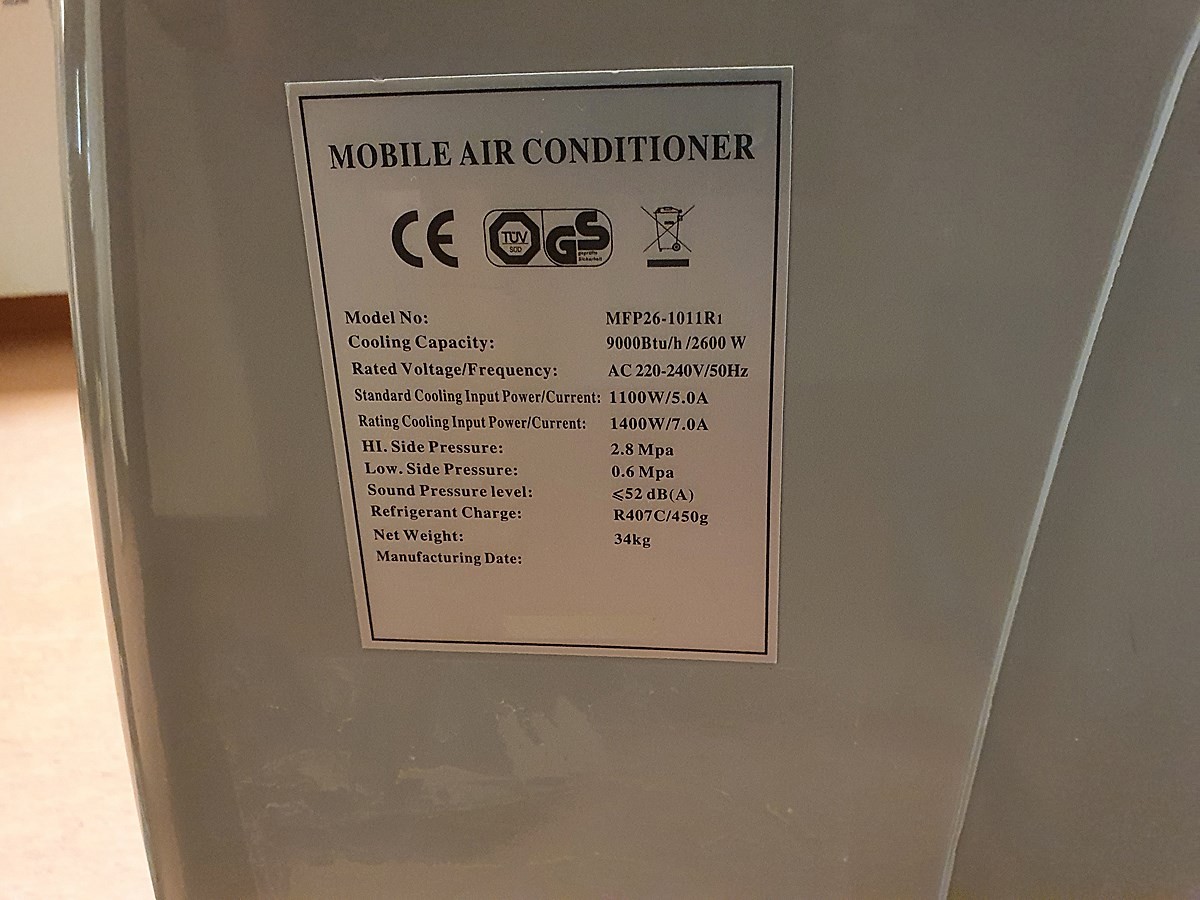 MOBILE AIR CONDITIONER
CE TÜV SÜD GS geprüfte Sicherheit
Model No: MFP26-1011R1
Cooling Capacity: 9000Btu/h /2600 W
Rated Voltage/Frequency: AC 220-240V/50Hz
Standard Cooling Input Power/Current: 1100W/5.0A
Rating Cooling Input Power/Current: 1400W/7.0A
HI. Side Pressure: 2.8 Mpa
Low. Side Pressure: 0.6 Mpa
Sound Pressure level: ⩽52 dB(A)
Refrigerant Charge: R407C/450g
Net Weight: 34kg
Manufacturing Date: